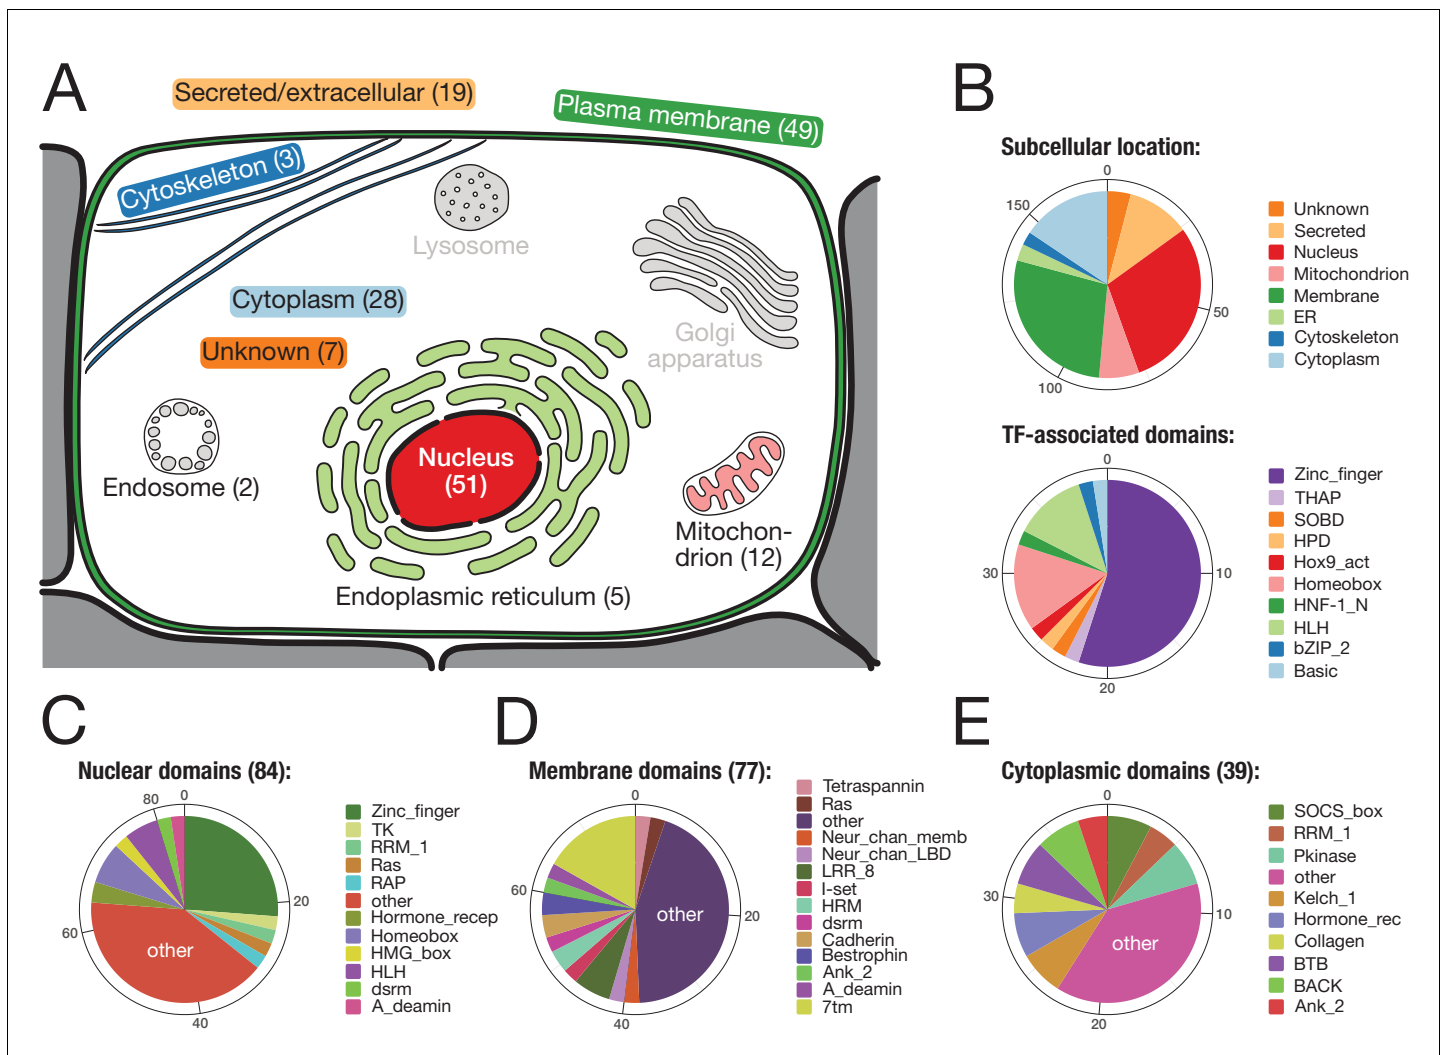 A
Secreted/extracellular (19)
Plasma membrane (49)
Cytoskeleton (3)
Lysosome
Golgi
apparatus
Cytoplasm (28)
Unknown (7)
Nucleus
(51)
Endosome (2)
Mitochon-
drion (12)
Endoplasmic reticulum (5)
B
Subcellular location:
0
50
100
150
Unknown
Secreted
Nucleus
Mitochondrion
Membrane
ER
Cytoskeleton
Cytoplasm
TF-associated domains:
0
10
20
30
Zinc_finger
THAP
SOBD
HPD
Hox9_act
Homeobox
HNF-1_N
HLH
bZIP_2
Basic
C
Nuclear domains (84):
0
20
40
60
80
other
Zinc_finger
TK
RRM_1
Ras
RAP
other
Hormone_recep
Homeobox
HMG_box
HLH
dsrm
A_deamin
D
Membrane domains (77):
0
20
40
60
other
Tetraspannin
Ras
other
Neur_chan_memb
Neur_chan_LBD
LRR_8
I-set
HRM
dsrm
Cadherin
Bestrophin
Ank_2
A_deamin
7tm
E
Cytoplasmic domains (39):
0
10
20
30
other
SOCS_box
RRM_1
Pkinase
other
Kelch_1
Hormone_rec
Collagen
BTB
BACK
Ank_2